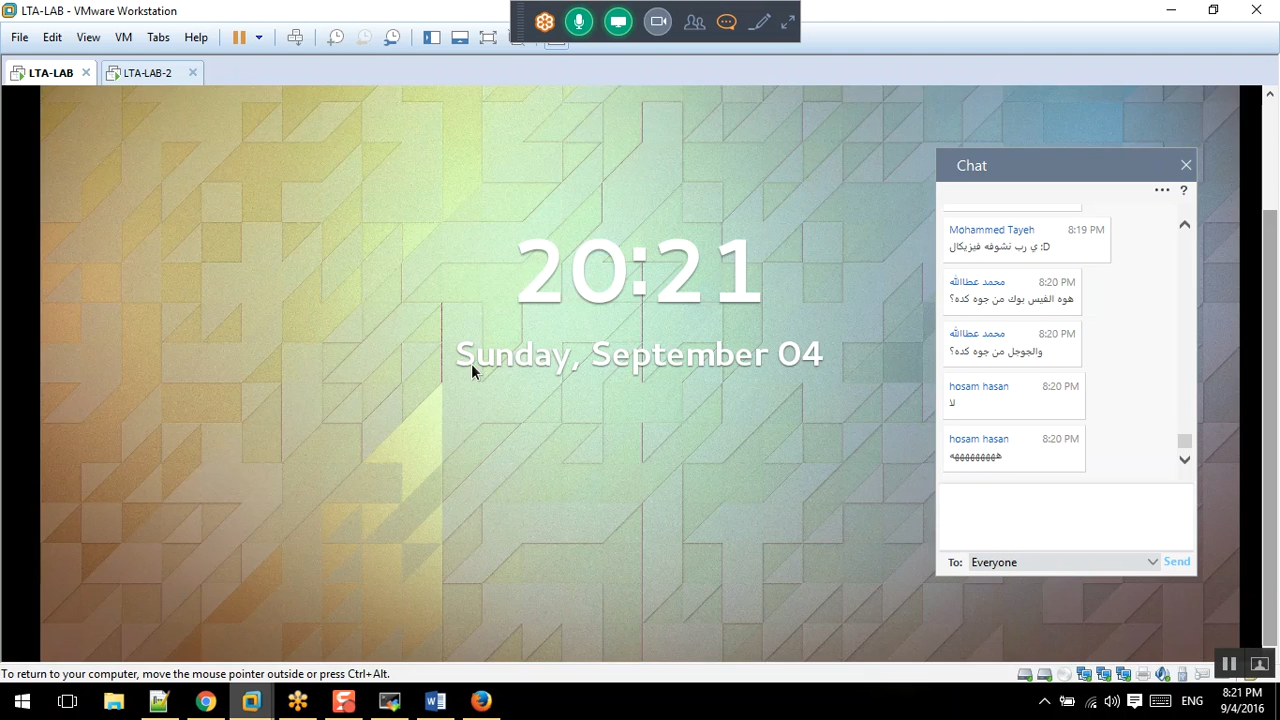 LTA-LAB - VMware Workstation
File Edit View VM Tabs Help
LTA-LAB
LTA-LAB-2
20:21
Sunday, September 04
Chat
Mohammed Tayeh 8:19 PM
ي رب نشوفه فيزيكال :D
محمد عطاالله 8:20 PM
هوه الفيس بوك من جوه كده؟
محمد عطاالله 8:20 PM
والجوجل من جوه كده؟
hosam hasan 8:20 PM
لا
hosam hasan 8:20 PM
هههههههههه
To: Everyone Send
To return to your computer, move the mouse pointer outside or press Ctrl+Alt.
ENG
8:21 PM
9/4/2016